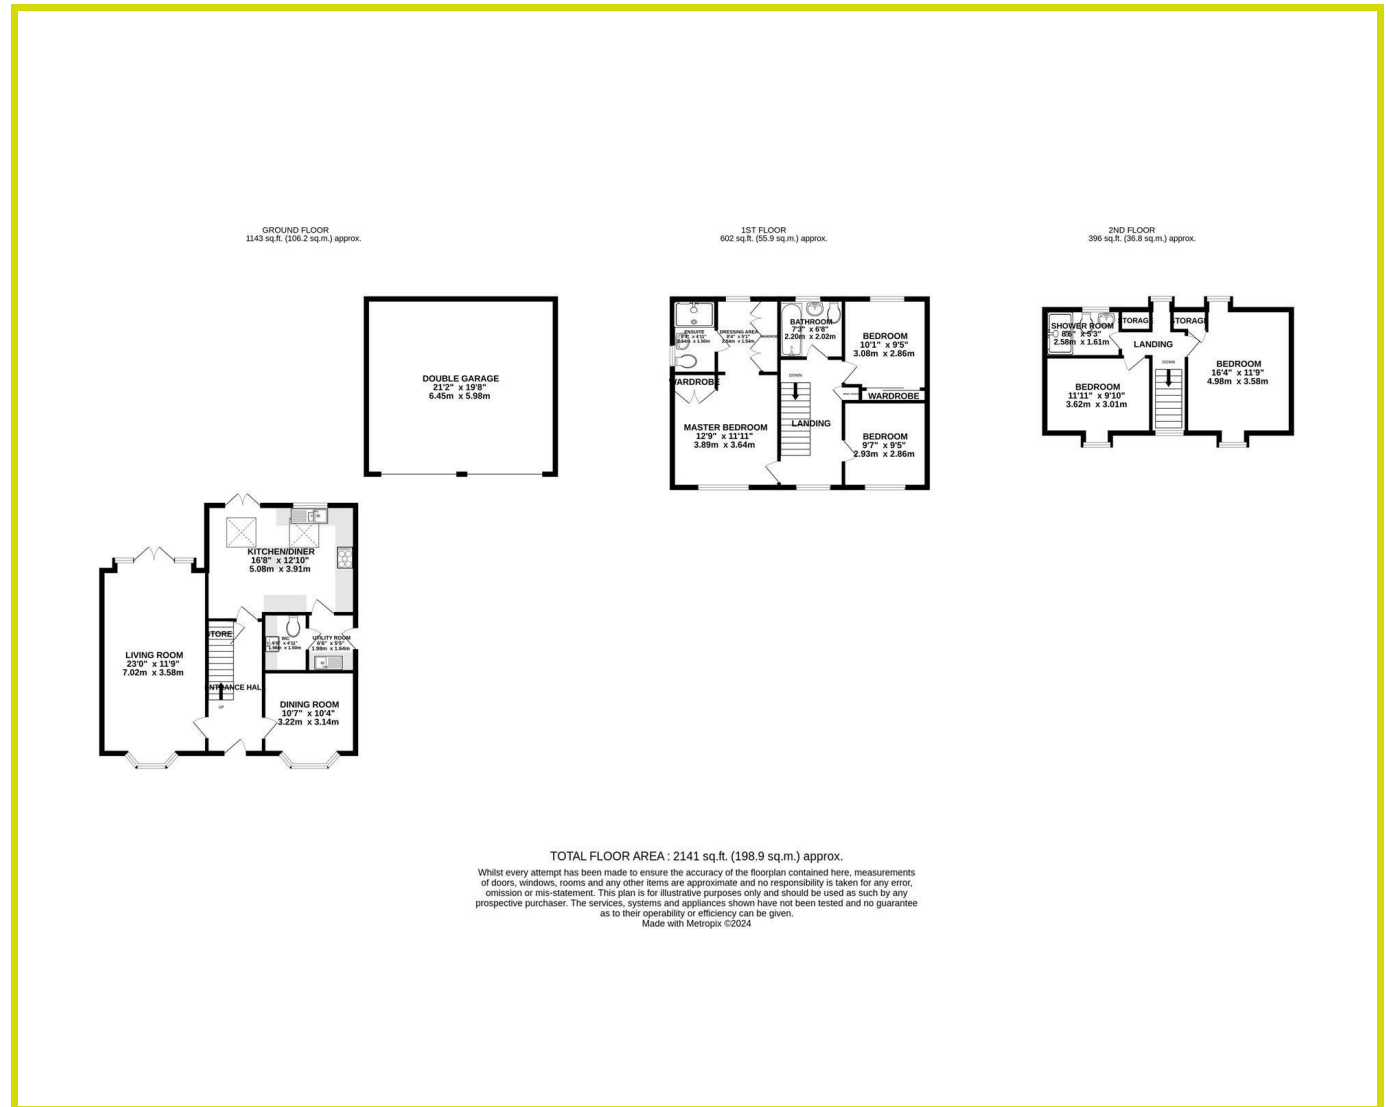 GROUND FLOOR
1143 sq.ft. (106.2 sq.m.) approx.
DOUBLE GARAGE
21'2" x 19'8"
6.45m x 5.98m
KITCHEN/DINER
16'8" x 12'10"
5.08m x 3.91m
STORE
WC
1.98m x 1.50m
UTILITY ROOM
6'6" x 5'5"
1.98m x 1.64m
LIVING ROOM
23'0" x 11'9"
7.02m x 3.58m
ENTRANCE HALL
UP
DINING ROOM
10'7" x 10'4"
3.22m x 3.14m
1ST FLOOR
602 sq.ft. (55.9 sq.m.) approx.
ENSUITE
DRESSING AREA
BATHROOM
7'3" x 6'8"
2.20m x 2.02m
BEDROOM
10'1" x 9'5"
3.08m x 2.86m
WARDROBE
DOWN
WARDROBE
MASTER BEDROOM
12'9" x 11'11"
3.89m x 3.64m
LANDING
BEDROOM
9'7" x 9'5"
2.93m x 2.86m
2ND FLOOR
396 sq.ft. (36.8 sq.m.) approx.
SHOWER ROOM
8'6" x 5'3"
2.58m x 1.61m
STORAGE
STORAGE
LANDING
DOWN
BEDROOM
11'11" x 9'10"
3.62m x 3.01m
BEDROOM
16'4" x 11'9"
4.98m x 3.58m
TOTAL FLOOR AREA : 2141 sq.ft. (198.9 sq.m.) approx.
Whilst every attempt has been made to ensure the accuracy of the floorplan contained here, measurements
of doors, windows, rooms and any other items are approximate and no responsibility is taken for any error,
omission or mis-statement. This plan is for illustrative purposes only and should be used as such by any
prospective purchaser. The services, systems and appliances shown have not been tested and no guarantee
as to their operability or efficiency can be given.
Made with Metropix ©2024